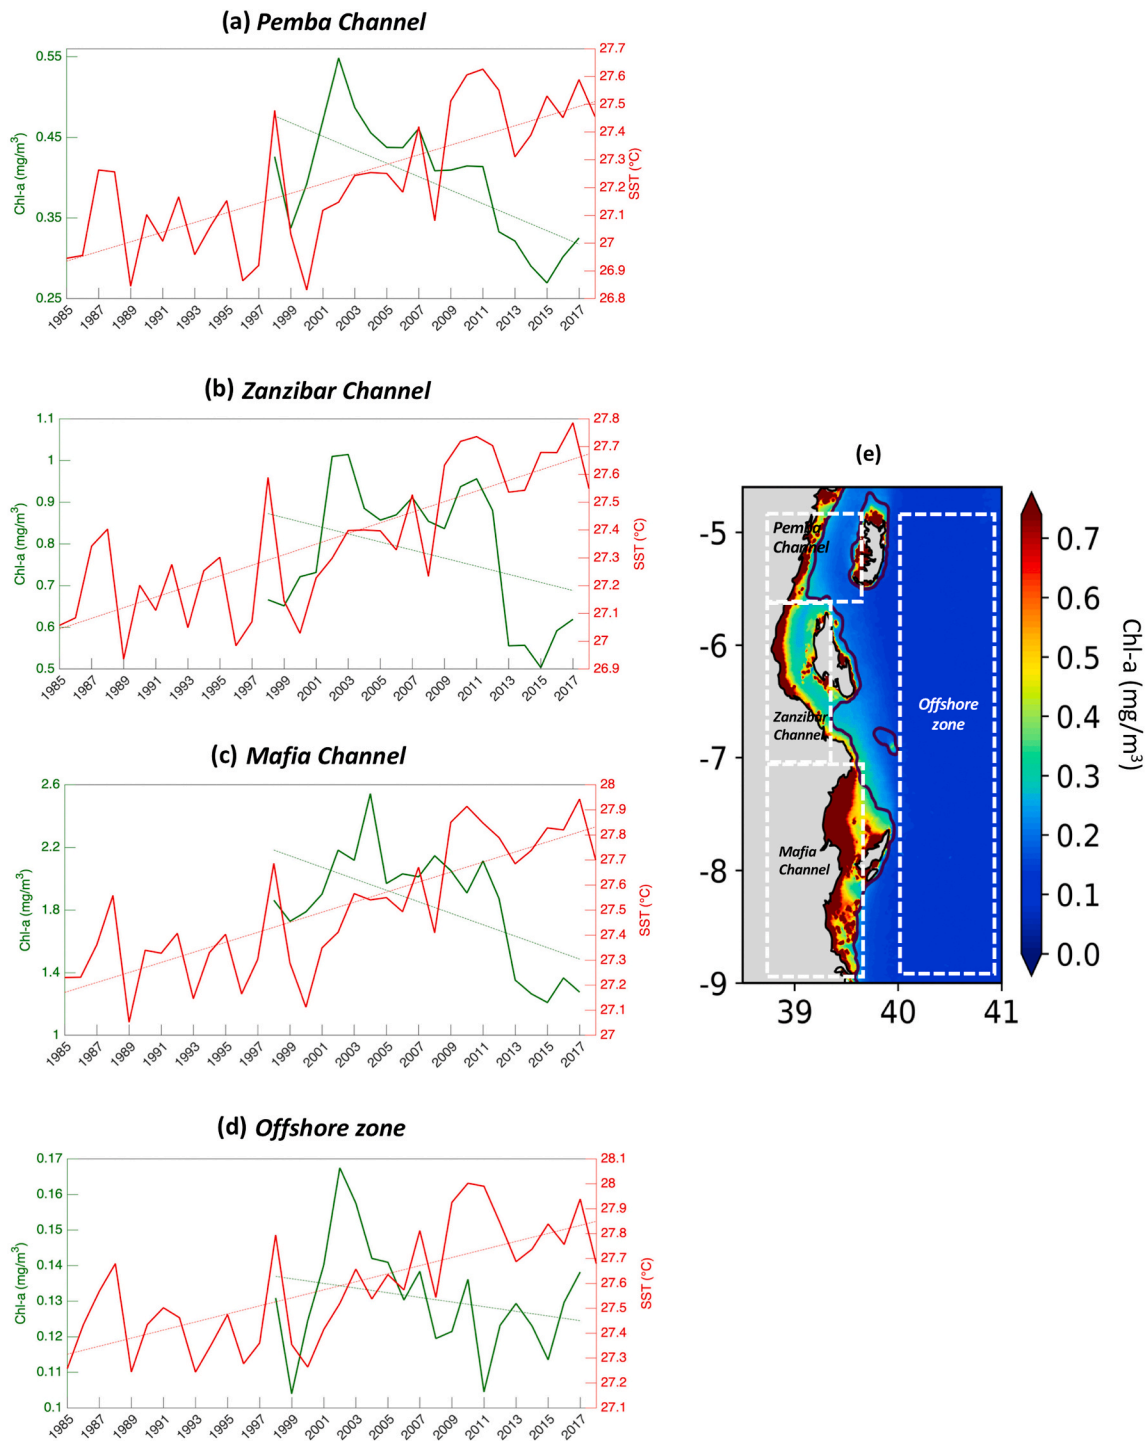 (a) Pemba Channel
Chl-a (mg/m³)
0.55
0.45
0.35
0.25
27.7
27.6
27.5
27.4
27.3
27.2
27.1
27
26.9
26.8
SST (°C)
1985 1987 1989 1991 1993 1995 1997 1999 2001 2003 2005 2007 2009 2011 2013 2015 2017
(b) Zanzibar Channel
Chl-a (mg/m³)
1.1
1
0.9
0.8
0.7
0.6
0.5
27.8
27.7
27.6
27.5
27.4
27.3
27.2
27.1
27
26.9
SST (°C)
1985 1987 1989 1991 1993 1995 1997 1999 2001 2003 2005 2007 2009 2011 2013 2015 2017
(c) Mafia Channel
Chl-a (mg/m³)
2.6
2.2
1.8
1.4
1
28
27.9
27.8
27.7
27.6
27.5
27.4
27.3
27.2
27.1
27
SST (°C)
1985 1987 1989 1991 1993 1995 1997 1999 2001 2003 2005 2007 2009 2011 2013 2015 2017
(d) Offshore zone
Chl-a (mg/m³)
0.17
0.16
0.15
0.14
0.13
0.12
0.11
0.1
28.1
28
27.9
27.8
27.7
27.6
27.5
27.4
27.3
27.2
27.1
SST (°C)
1985 1987 1989 1991 1993 1995 1997 1999 2001 2003 2005 2007 2009 2011 2013 2015 2017
(e)
-5
-6
-7
-8
-9
Pemba
Channel
Zanzibar
Channel
Mafia
Channel
Offshore
zone
39 40 41
0.7
0.6
0.5
0.4
0.3
0.2
0.1
0.0
Chl-a (mg/m³)